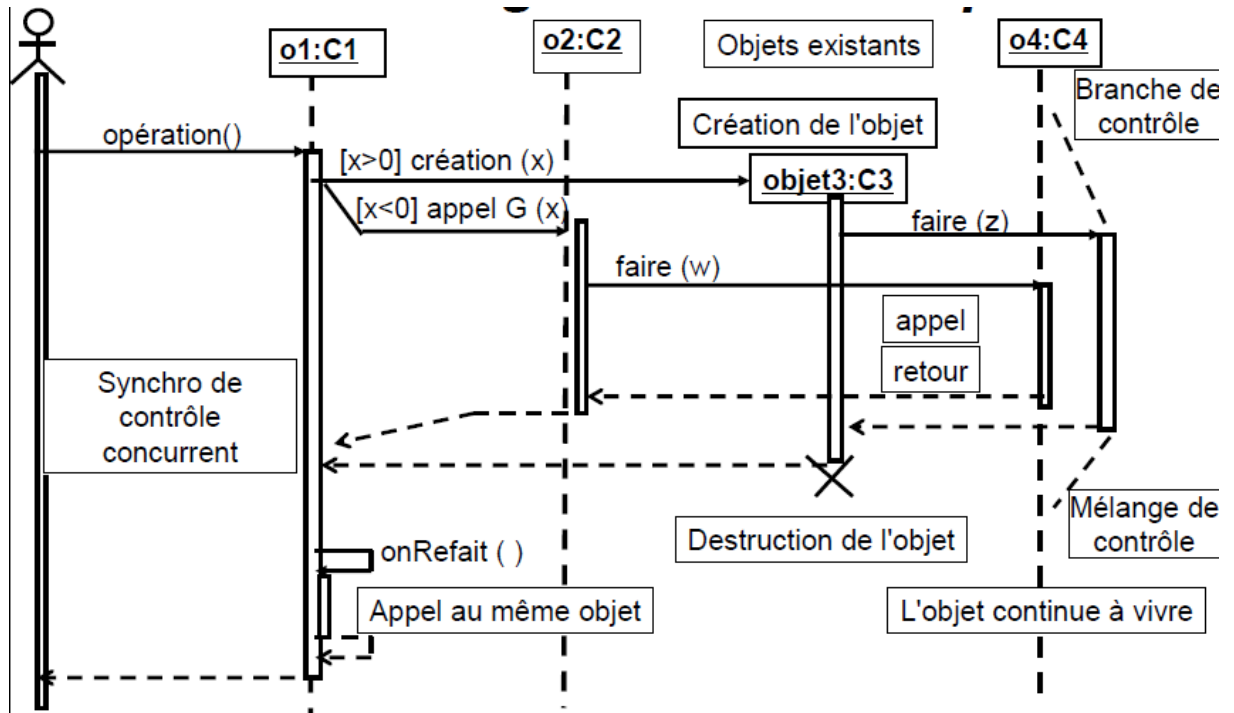 o1:C1
o2:C2
Objets existants
o4:C4
Branche de
contrôle
Création de l'objet
opération()
[x>0] création (x)
objet3:C3
[x<0] appel G (x)
faire (z)
faire (w)
appel
retour
Synchro de
contrôle
concurrent
Destruction de l'objet
Mélange de
contrôle
onRefait ( )
Appel au même objet
L'objet continue à vivre